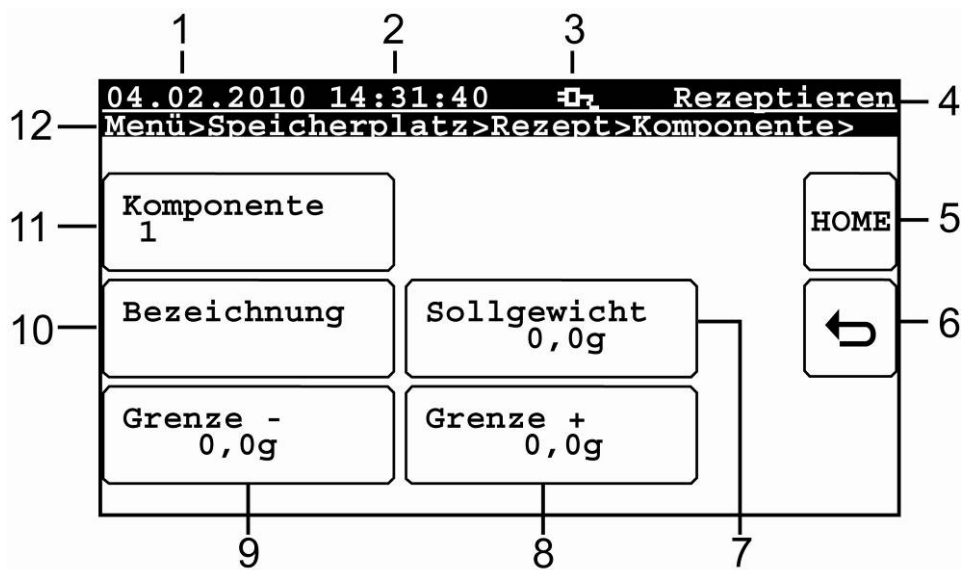 1 2 3
04.02.2010 14:31:40 Rezeptieren 4
12 Menü>Speicherplatz>Rezept>Komponente>
Komponente
11 1 HOME 5
10 Bezeichnung Sollgewicht 6
0,0g
Grenze - Grenze +
0,0g 0,0g
9 8 7